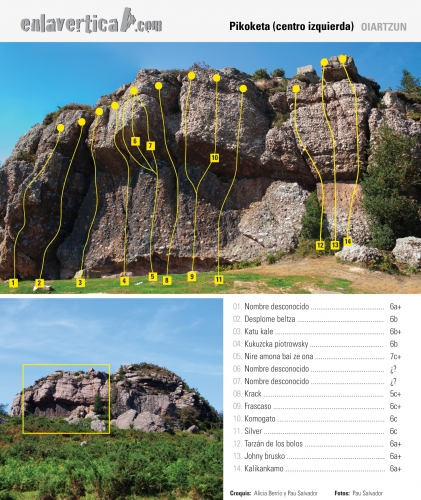 enlavertical.com
Pikoketa (centro izquierda) OIARTZUN
6
7
10
1
2
3
4
5
8
9
11
12
13
14
01. Nombre desconocido 6a+
02. Desplome beltza 6b
03. Katu kale 6b+
04. Kukuzcka piotrowsky 6b
05. Nire amona bai ze ona 7c+
06. Nombre desconocido ¿?
07. Nombre desconocido ¿?
08. Krack 5c+
09. Frascaso 6c+
10. Komogato 6c
11. Silver 6c
12. Tarzán de los bolos 6a+
13. Johny brusko 6a+
14. Kalikankamo 6a+
Croquis: Alicia Berrio y Pau Salvador Fotos: Pau Salvador